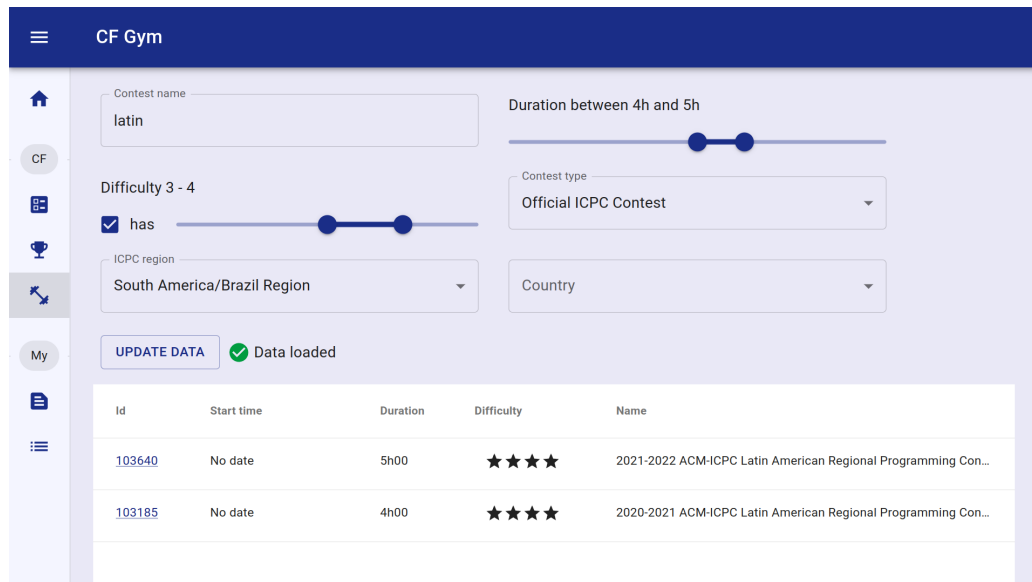 CF Gym
Contest name
latin
Duration between 4h and 5h
CF
Difficulty 3 - 4
has
Contest type
Official ICPC Contest
ICPC region
South America/Brazil Region
Country
My
UPDATE DATA
Data loaded
Id Start time Duration Difficulty Name
103640 No date 5h00 ★★★★ 2021-2022 ACM-ICPC Latin American Regional Programming Con...
103185 No date 4h00 ★★★★ 2020-2021 ACM-ICPC Latin American Regional Programming Con...